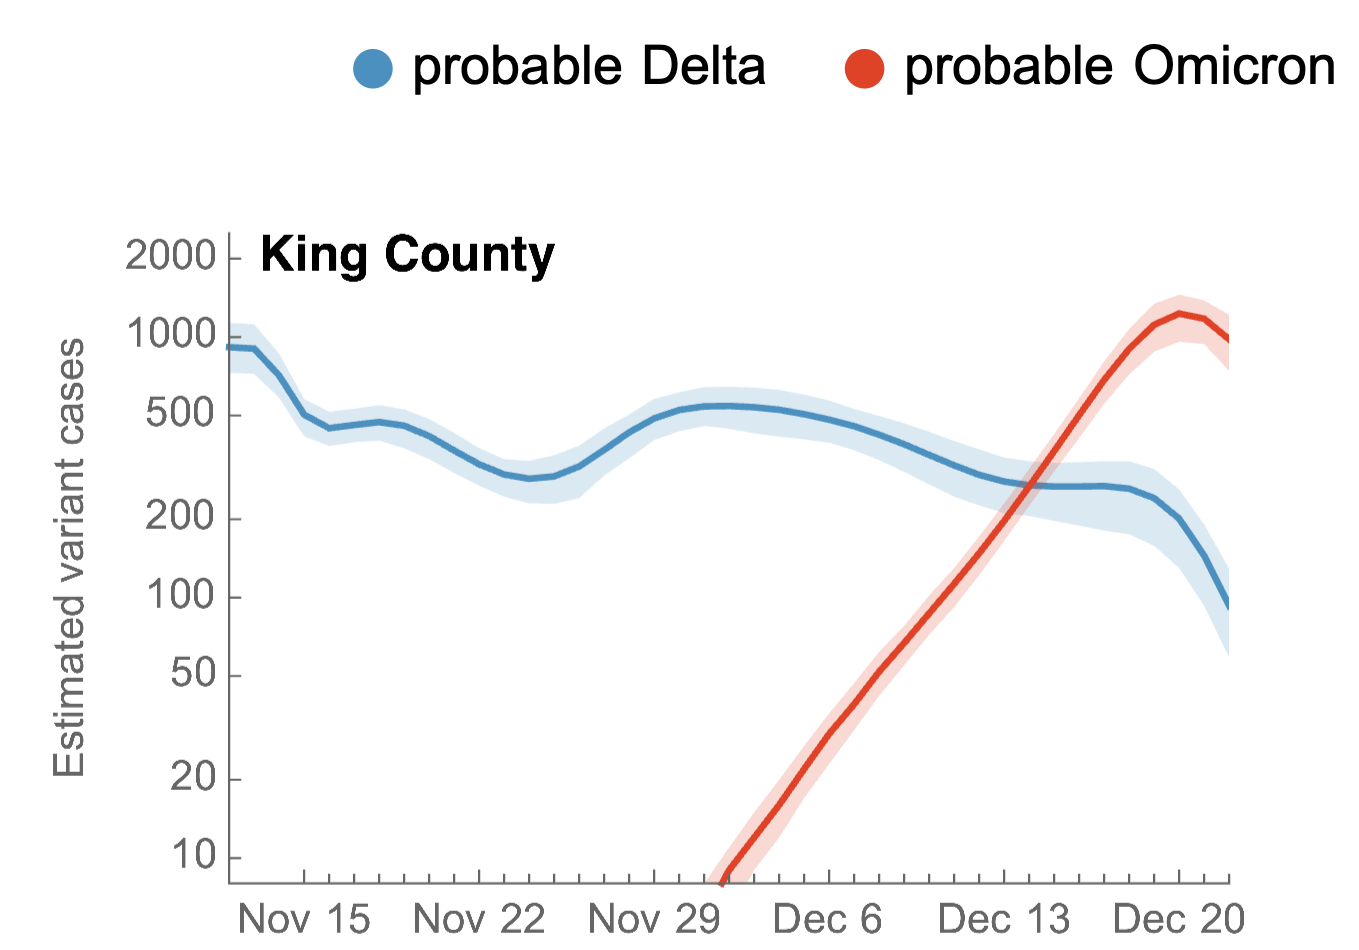 probable Delta probable Omicron
King County
Estimated variant cases
2000
1000
500
200
100
50
20
10
Nov 15 Nov 22 Nov 29 Dec 6 Dec 13 Dec 20